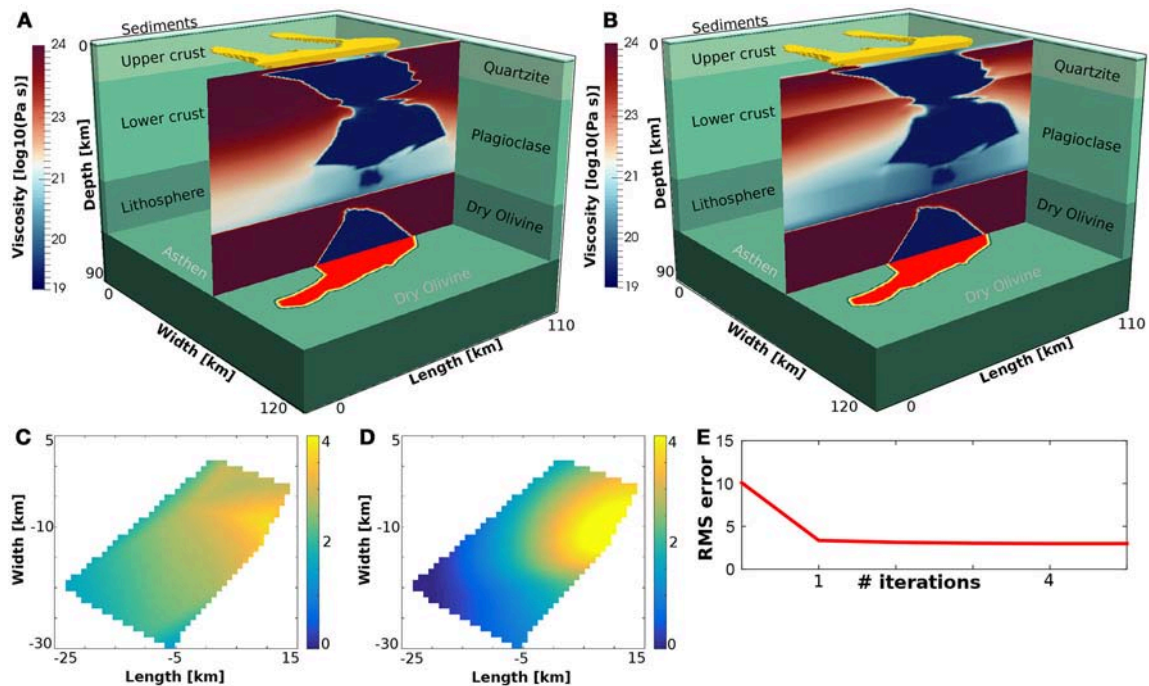 A
Sediments
0
Upper crust
Lower crust
Lithosphere
Asthen
Quartzite
Plagioclase
Dry Olivine
Dry Olivine
Viscosity [log10(Pa s)]
24
23
22
21
20
19
Depth [km]
90
0
Width [km]
120
0
Length [km]
110
B
Sediments
0
Upper crust
Lower crust
Lithosphere
Asthen
Quartzite
Plagioclase
Dry Olivine
Dry Olivine
Viscosity [log10(Pa s)]
24
23
22
21
20
19
Depth [km]
90
0
Width [km]
120
0
Length [km]
110
C
5
-10
-30
Width [km]
-25
-5
15
Length [km]
4
2
0
D
5
-10
-30
Width [km]
-25
-5
15
Length [km]
4
2
0
E
15
10
5
0
RMS error
1
# iterations
4